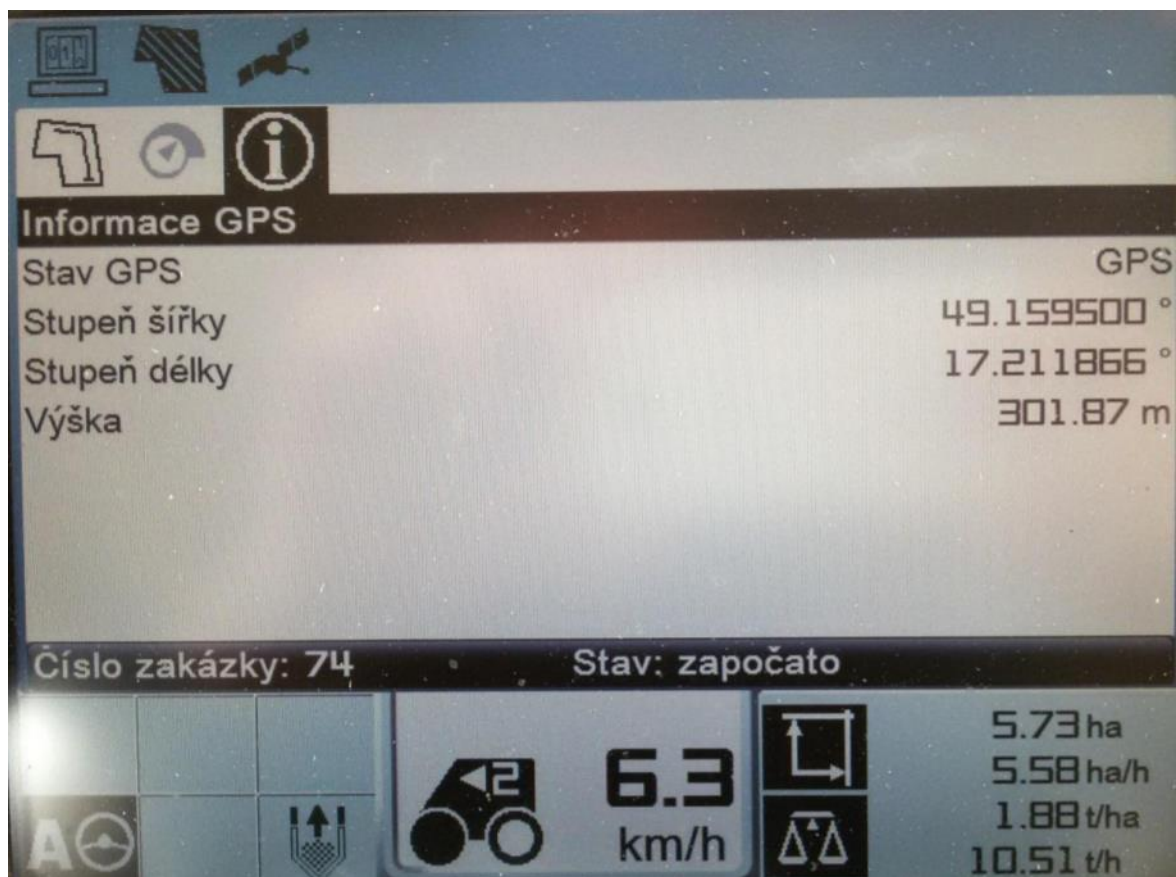 Informace GPS
Stav GPS GPS
Stupeň šířky 49.159500 °
Stupeň délky 17.211866 °
Výška 301.87 m
Číslo zakázky: 74 Stav: započato
2
6.3
km/h
5.73 ha
5.58 ha/h
1.88 t/ha
10.51 t/h
A